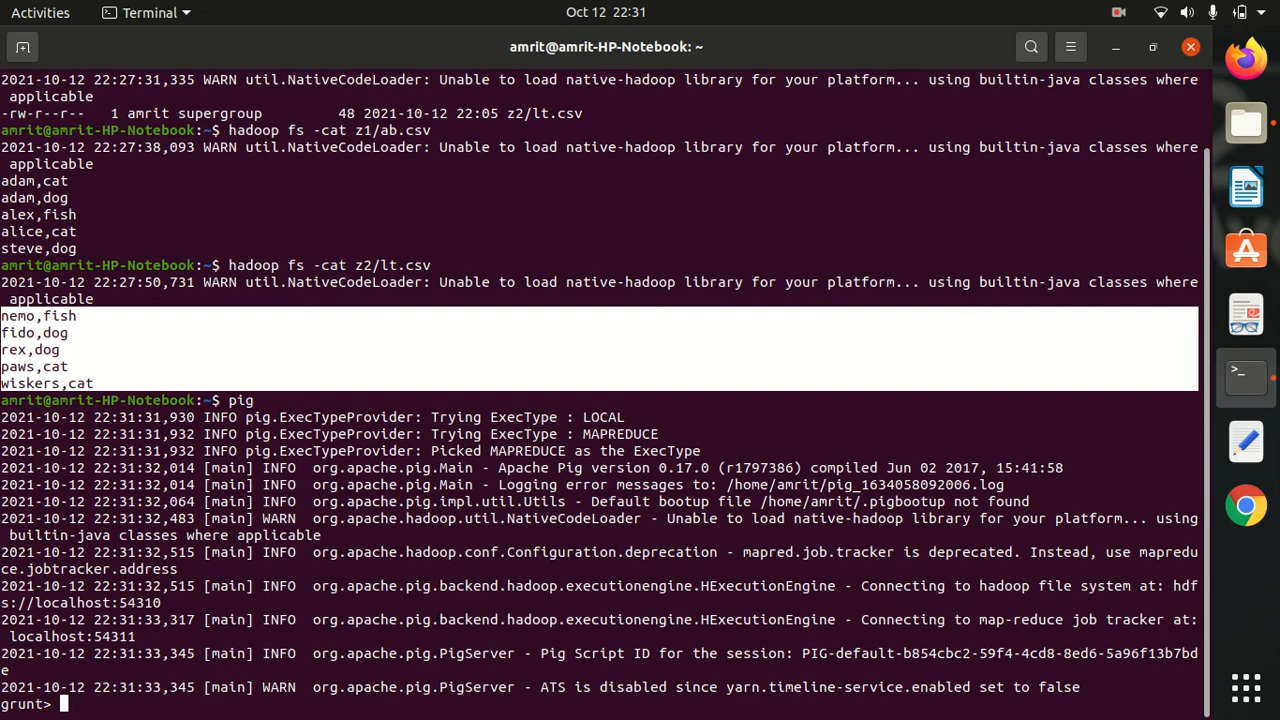 Activities
Terminal
Oct 12 22:31
amrit@amrit-HP-Notebook: ~
2021-10-12 22:27:31,335 WARN util.NativeCodeLoader: Unable to load native-hadoop library for your platform... using builtin-java classes where
applicable
-rw-r--r-- 1 amrit supergroup 48 2021-10-12 22:05 z2/lt.csv
amrit@amrit-HP-Notebook:~$ hadoop fs -cat z1/ab.csv
2021-10-12 22:27:38,093 WARN util.NativeCodeLoader: Unable to load native-hadoop library for your platform... using builtin-java classes where
applicable
adam,cat
adam,dog
alex,fish
alice,cat
steve,dog
amrit@amrit-HP-Notebook:~$ hadoop fs -cat z2/lt.csv
2021-10-12 22:27:50,731 WARN util.NativeCodeLoader: Unable to load native-hadoop library for your platform... using builtin-java classes where
applicable
nemo,fish
fido,dog
rex,dog
paws,cat
wiskers,cat
amrit@amrit-HP-Notebook:~$ pig
2021-10-12 22:31:31,930 INFO pig.ExecTypeProvider: Trying ExecType : LOCAL
2021-10-12 22:31:31,932 INFO pig.ExecTypeProvider: Trying ExecType : MAPREDUCE
2021-10-12 22:31:31,932 INFO pig.ExecTypeProvider: Picked MAPREDUCE as the ExecType
2021-10-12 22:31:32,014 [main] INFO  org.apache.pig.Main - Apache Pig version 0.17.0 (r1797386) compiled Jun 02 2017, 15:41:58
2021-10-12 22:31:32,014 [main] INFO  org.apache.pig.Main - Logging error messages to: /home/amrit/pig_1634058092006.log
2021-10-12 22:31:32,064 [main] INFO  org.apache.pig.impl.util.Utils - Default bootup file /home/amrit/.pigbootup not found
2021-10-12 22:31:32,483 [main] WARN  org.apache.hadoop.util.NativeCodeLoader - Unable to load native-hadoop library for your platform... using
builtin-java classes where applicable
2021-10-12 22:31:32,515 [main] INFO  org.apache.hadoop.conf.Configuration.deprecation - mapred.job.tracker is deprecated. Instead, use mapredu
ce.jobtracker.address
2021-10-12 22:31:32,515 [main] INFO  org.apache.pig.backend.hadoop.executionengine.HExecutionEngine - Connecting to hadoop file system at: hdf
s://localhost:54310
2021-10-12 22:31:33,317 [main] INFO  org.apache.pig.backend.hadoop.executionengine.HExecutionEngine - Connecting to map-reduce job tracker at:
localhost:54311
2021-10-12 22:31:33,345 [main] INFO  org.apache.pig.PigServer - Pig Script ID for the session: PIG-default-b854cbc2-59f4-4cd8-8ed6-5a96f13b7bd
e
2021-10-12 22:31:33,345 [main] WARN  org.apache.pig.PigServer - ATS is disabled since yarn.timeline-service.enabled set to false
grunt>